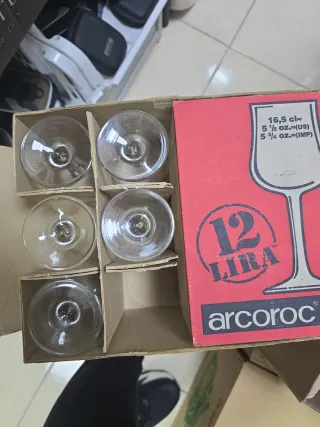 16,5 cl=
5 1/2 oz.=(US)
5 3/4 oz.=(IMP)
12
LIRA
arcoroc®